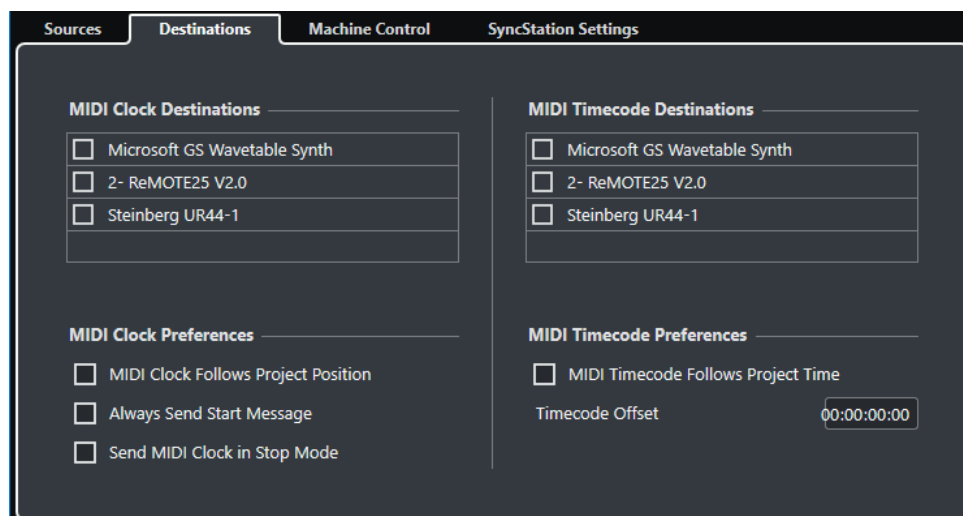 Sources Destinations Machine Control SyncStation Settings
MIDI Clock Destinations
Microsoft GS Wavetable Synth
2- ReMOTE25 V2.0
Steinberg UR44-1
MIDI Timecode Destinations
Microsoft GS Wavetable Synth
2- ReMOTE25 V2.0
Steinberg UR44-1
MIDI Clock Preferences
MIDI Clock Follows Project Position
Always Send Start Message
Send MIDI Clock in Stop Mode
MIDI Timecode Preferences
MIDI Timecode Follows Project Time
Timecode Offset 00:00:00:00